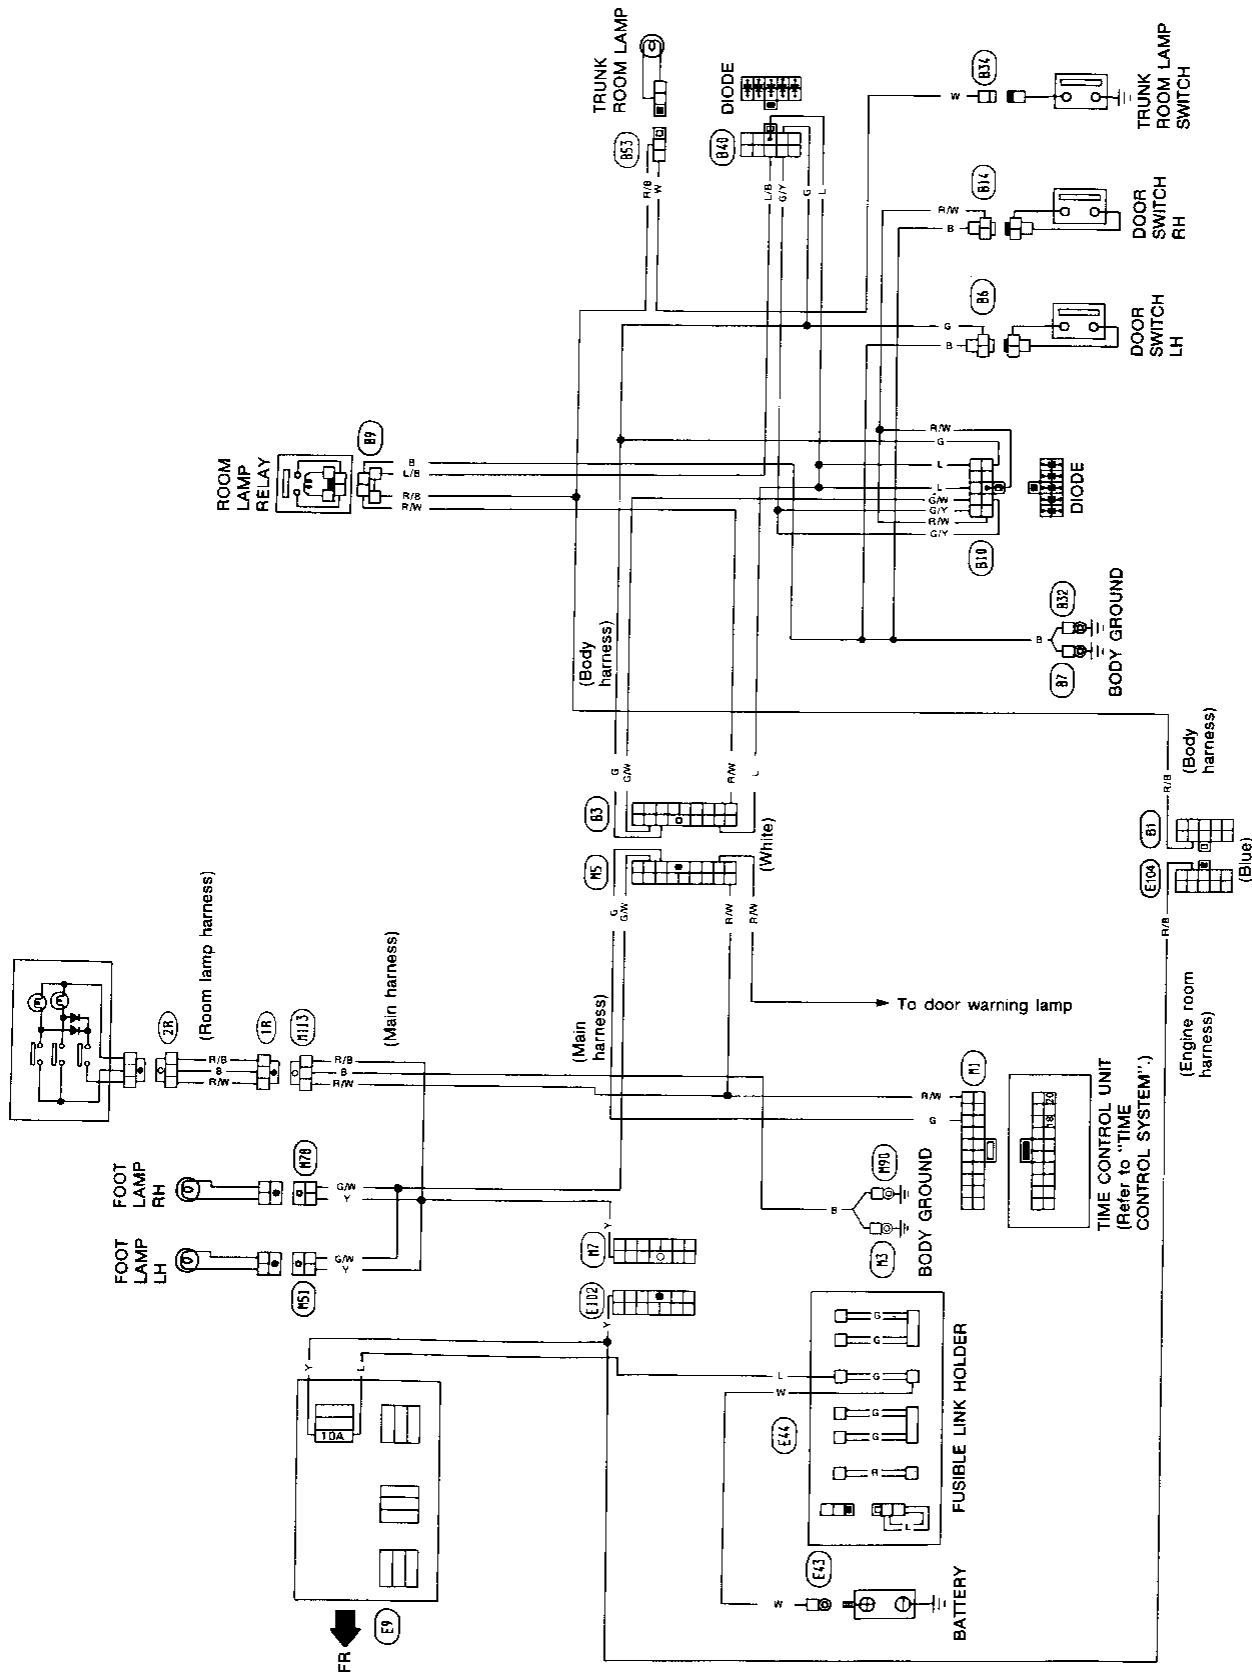 TRUNK
ROOM LAMP
B53
R/B
W
DIODE
B40
L/B
G/Y
G
L
W
B34
TRUNK
ROOM LAMP
SWITCH
R/W
B
B14
DOOR
SWITCH
RH
G
B
B6
DOOR
SWITCH
LH
ROOM
LAMP
RELAY
B9
B
L/B
R/B
R/W
R/W
G
L
L
G/W
G/Y
R/W
G/Y
B10
DIODE
B
B32
B7
BODY GROUND
(Body
harness)
G
G/W
R/W
L
B3
M5
(White)
G
G/W
R/W
R/W
R/B
(Body
harness)
B1
E104
(Blue)
R/B
(Engine room
harness)
2R
(Room lamp harness)
R/B
B
R/W
1R
M113
(Main harness)
R/B
B
R/W
(Main
harness)
To door warning lamp
R/W
G
M1
18
20
TIME CONTROL UNIT
(Refer to "TIME
CONTROL SYSTEM".)
B
M90
M3
BODY GROUND
FOOT
LAMP
RH
M78
G/W
Y
FOOT
LAMP
LH
M51
G/W
Y
Y
M7
E102
Y
Y
L
10A
E9
FR
L
W
E44
G
G
G
G
G
R
L
FUSIBLE LINK HOLDER
W
E43
BATTERY